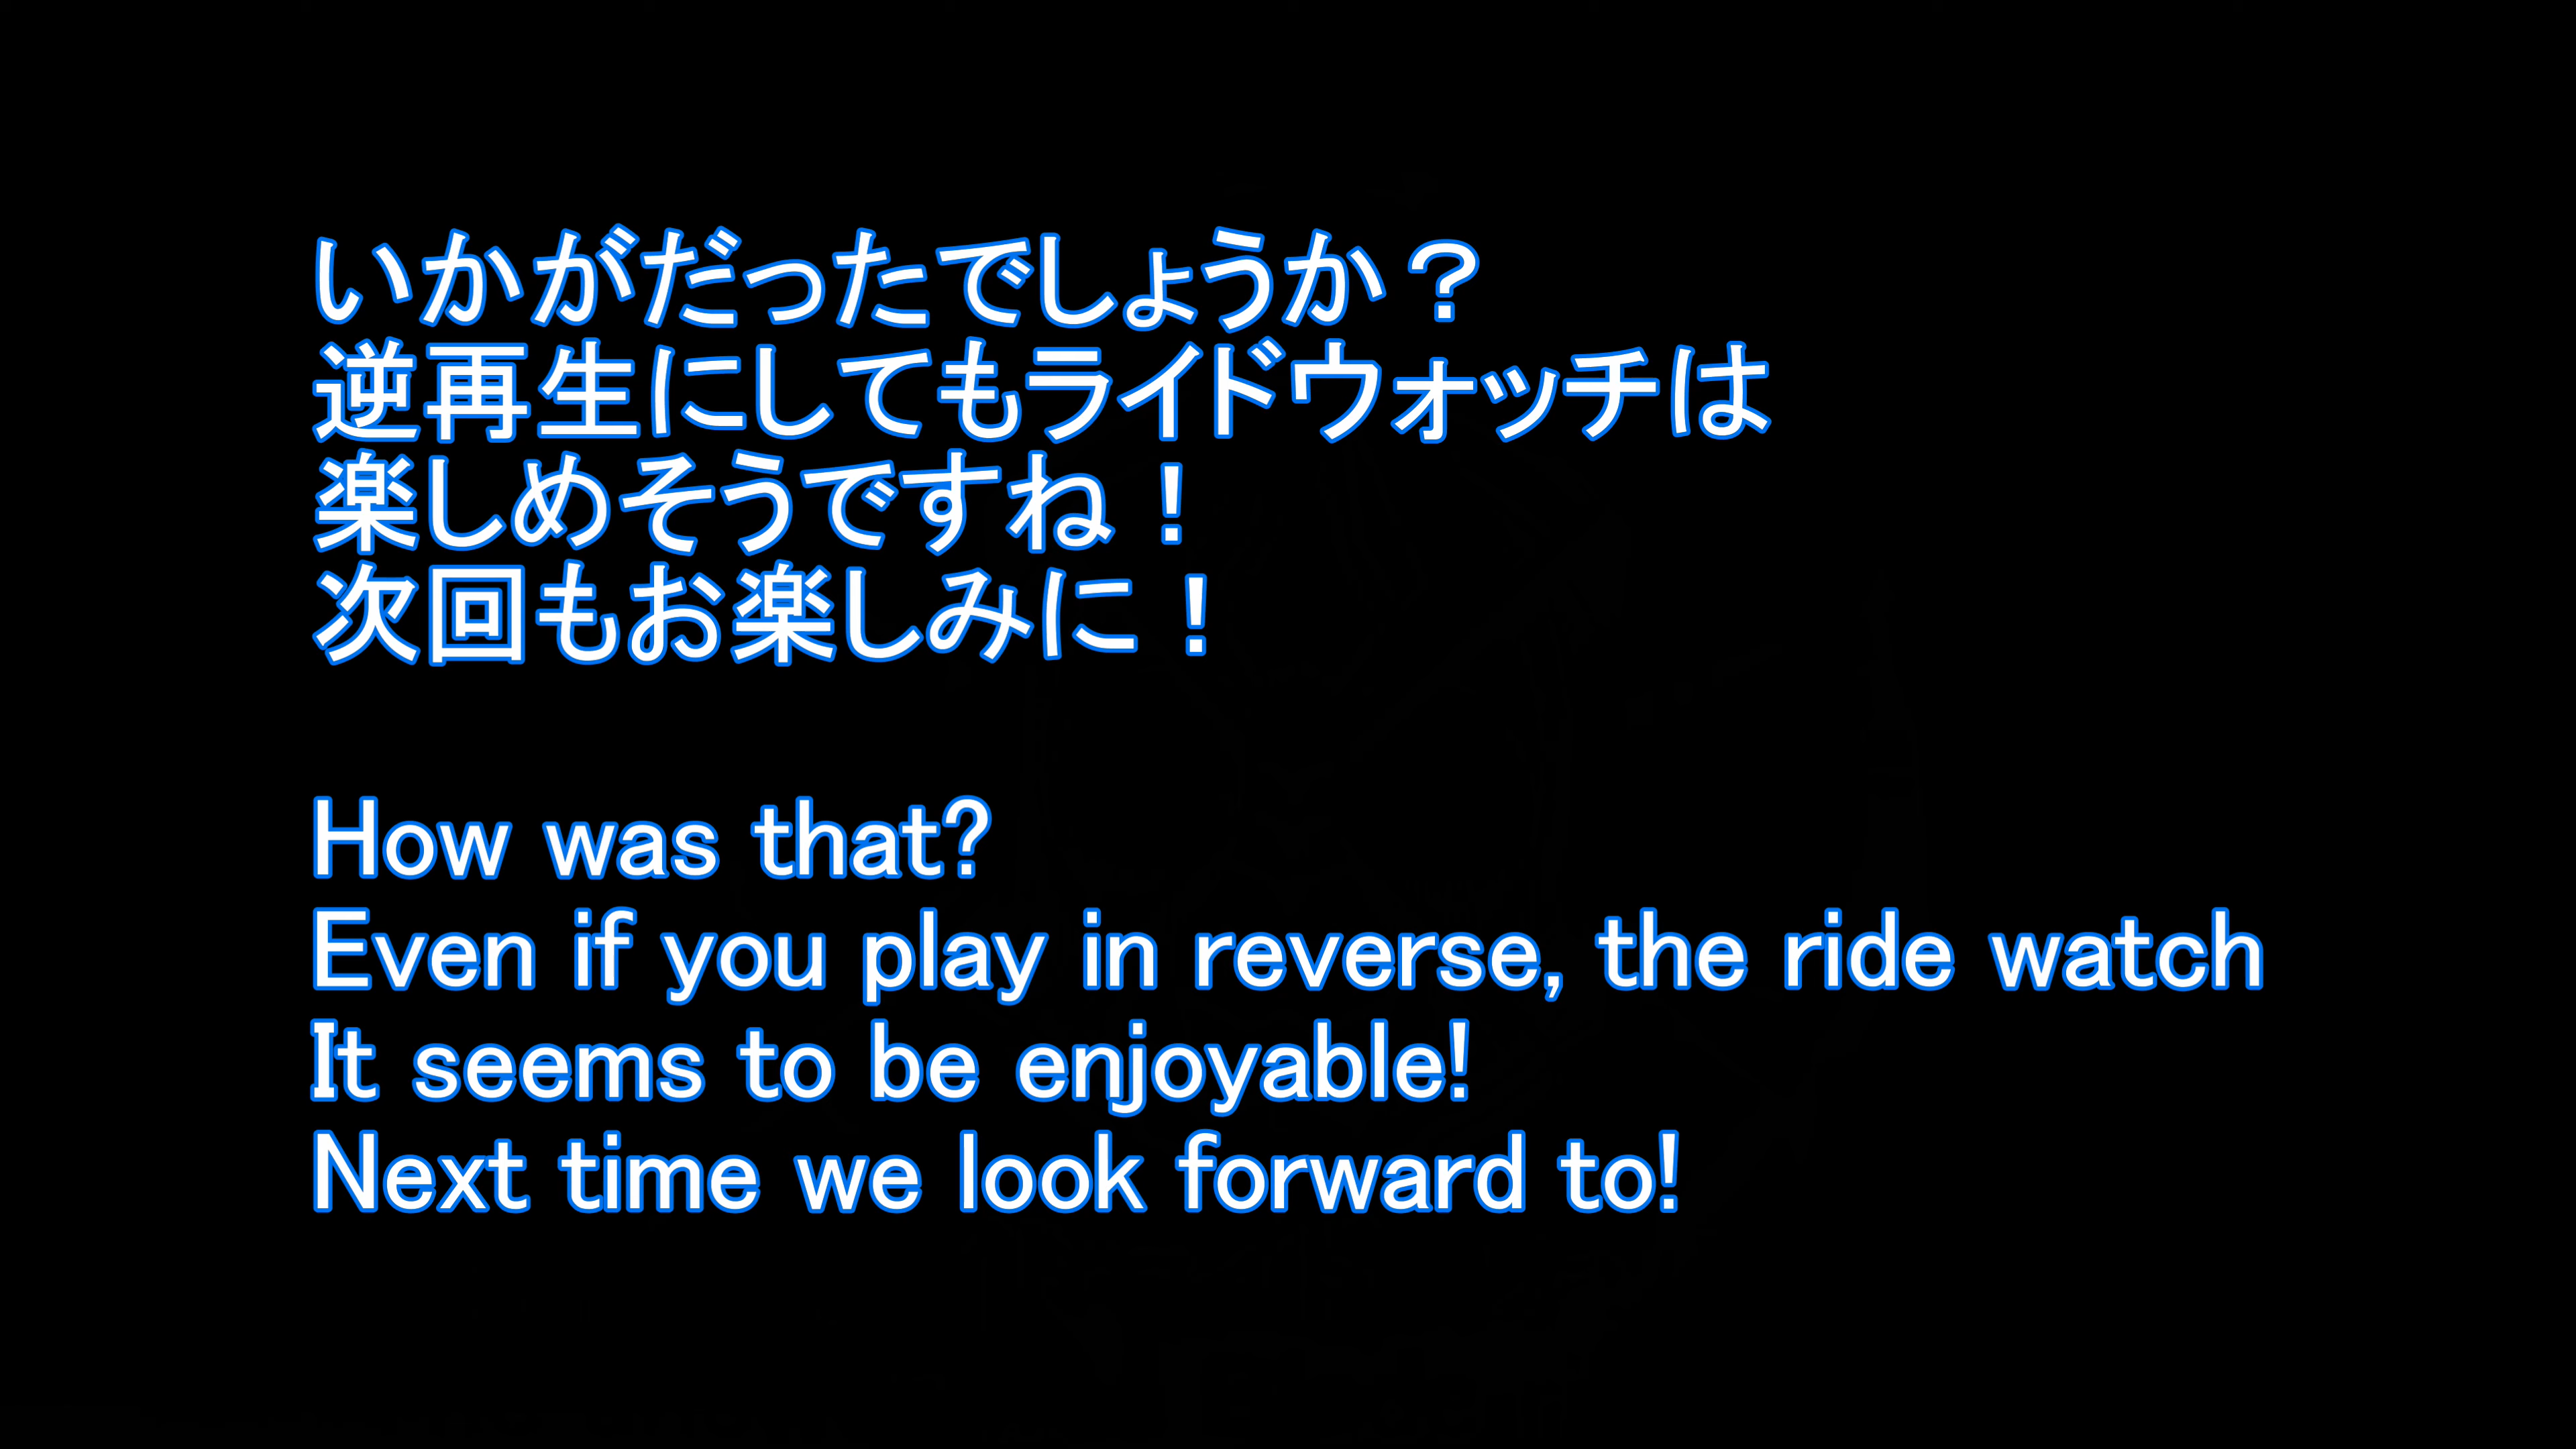 いかがだったでしょうか？
逆再生にしてもライドウォッチは
楽しめそうですね！
次回もお楽しみに！
How was that?
Even if you play in reverse, the ride watch
It seems to be enjoyable!
Next time we look forward to!